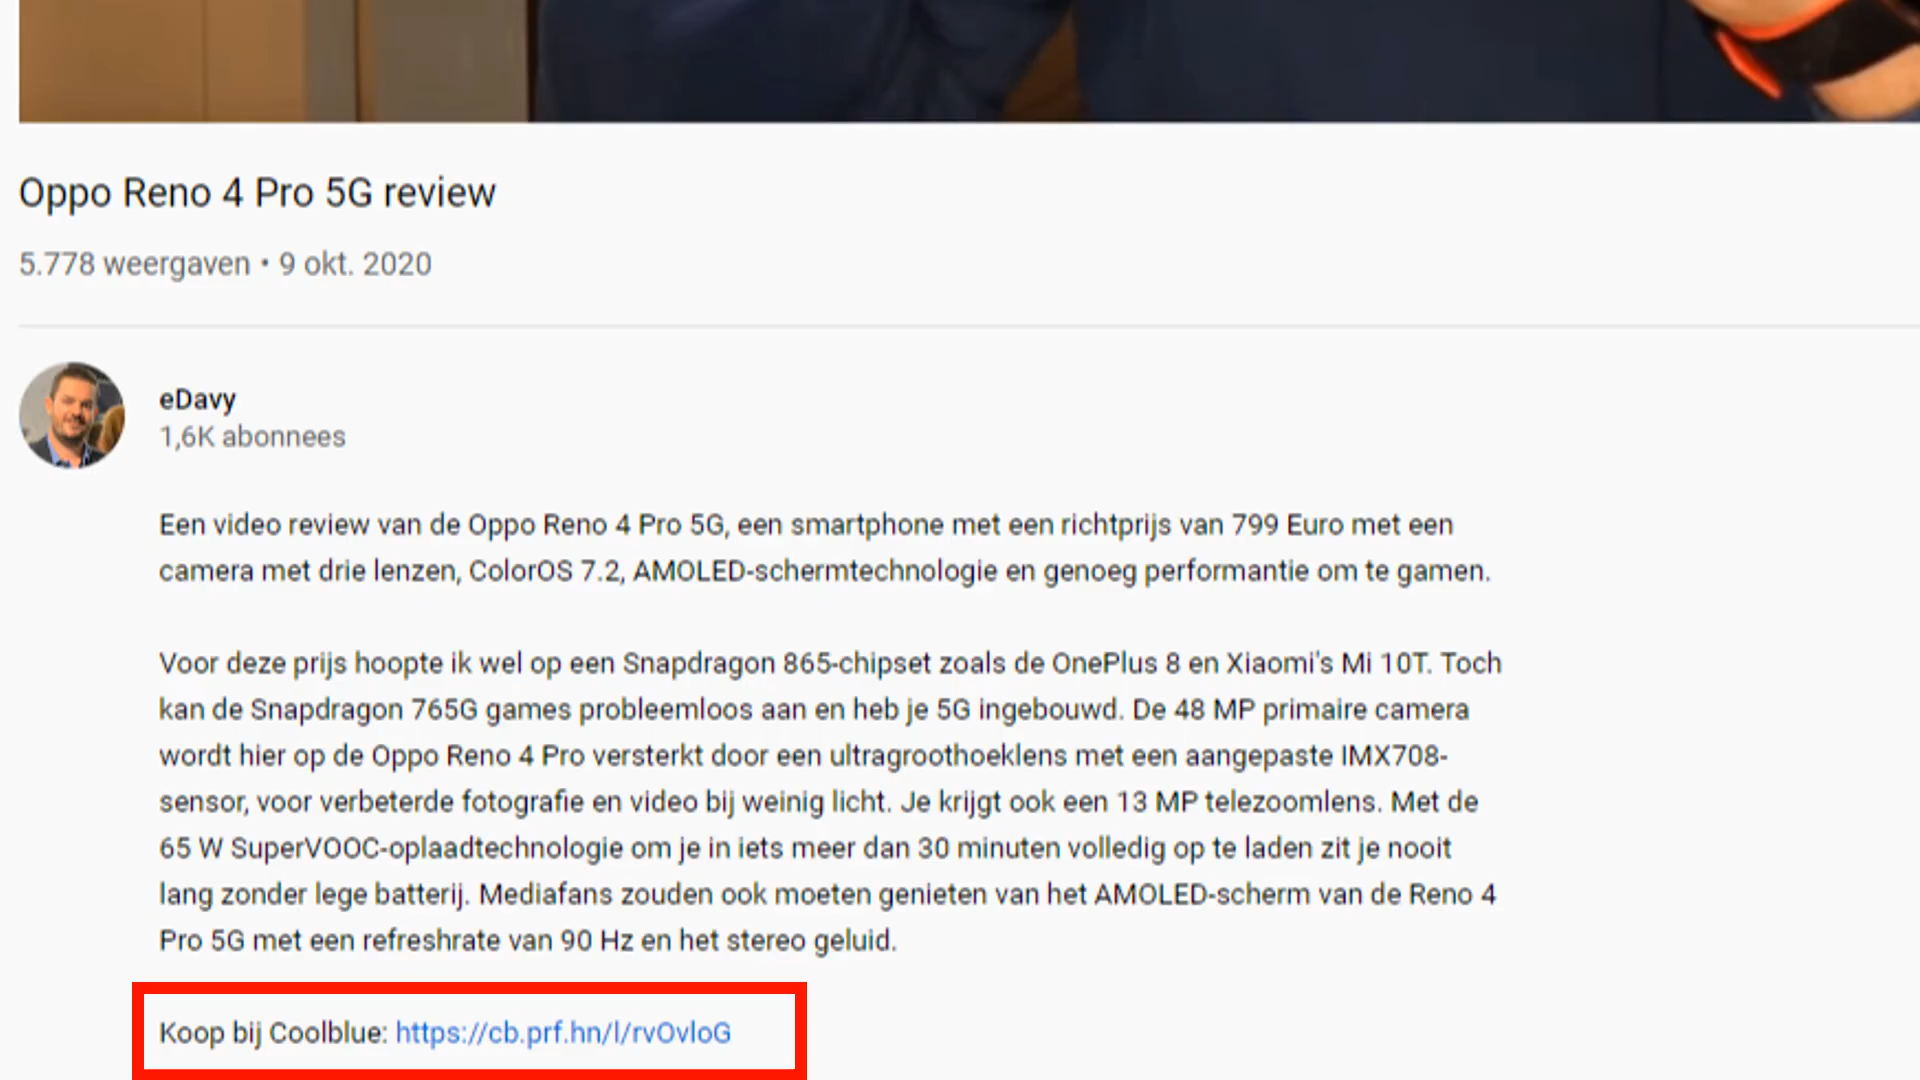 Oppo Reno 4 Pro 5G review
5.778 weergaven • 9 okt. 2020
eDavy
1,6K abonnees
Een video review van de Oppo Reno 4 Pro 5G, een smartphone met een richtprijs van 799 Euro met een
camera met drie lenzen, ColorOS 7.2, AMOLED-schermtechnologie en genoeg performantie om te gamen.
Voor deze prijs hoopte ik wel op een Snapdragon 865-chipset zoals de OnePlus 8 en Xiaomi's Mi 10T. Toch
kan de Snapdragon 765G games probleemloos aan en heb je 5G ingebouwd. De 48 MP primaire camera
wordt hier op de Oppo Reno 4 Pro versterkt door een ultragroothoeklens met een aangepaste IMX708-
sensor, voor verbeterde fotografie en video bij weinig licht. Je krijgt ook een 13 MP telezoomlens. Met de
65 W SuperVOOC-oplaadtechnologie om je in iets meer dan 30 minuten volledig op te laden zit je nooit
lang zonder lege batterij. Mediafans zouden ook moeten genieten van het AMOLED-scherm van de Reno 4
Pro 5G met een refreshrate van 90 Hz en het stereo geluid.
Koop bij Coolblue: https://cb.prf.hn/l/rvOvloG